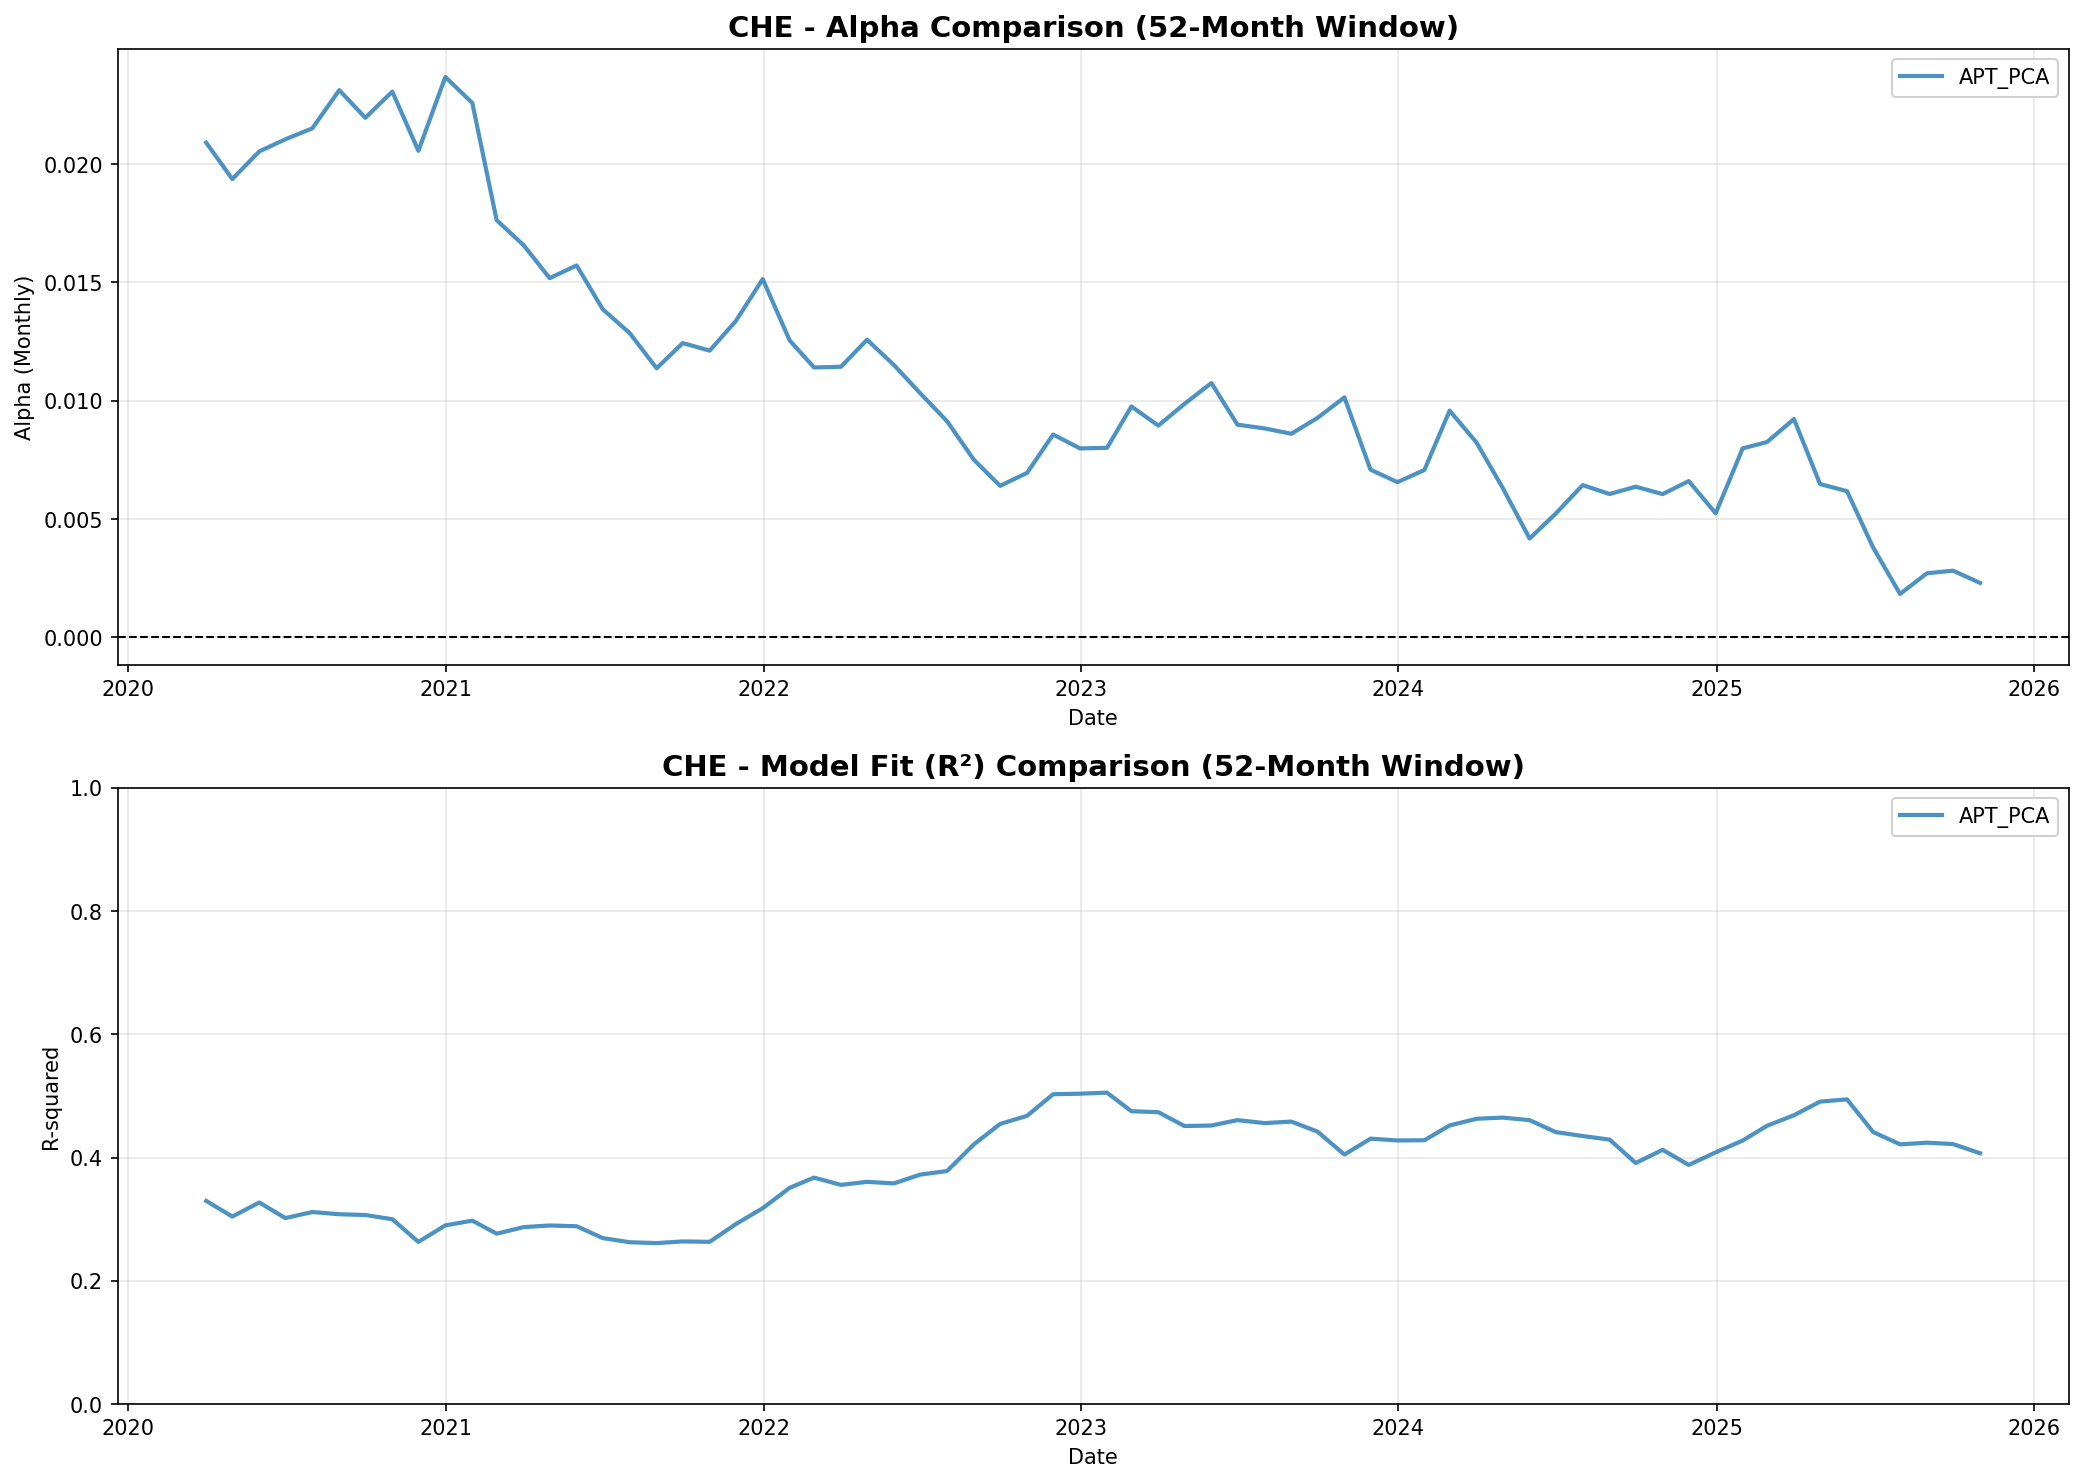 CHE - Alpha Comparison (52-Month Window)
APT_PCA
Alpha (Monthly)
0.020
0.015
0.010
0.005
0.000
2020 2021 2022 2023 2024 2025 2026
Date
CHE - Model Fit (R²) Comparison (52-Month Window)
APT_PCA
R-squared
1.0
0.8
0.6
0.4
0.2
0.0
2020 2021 2022 2023 2024 2025 2026
Date